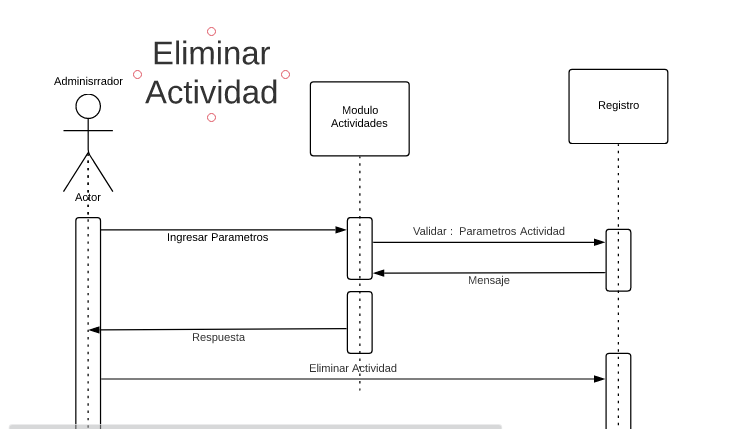 Eliminar
Actividad
Adminisrrador
Modulo
Actividades
Registro
Actor
Ingresar Parametros
Validar : Parametros Actividad
Mensaje
Respuesta
Eliminar Actividad